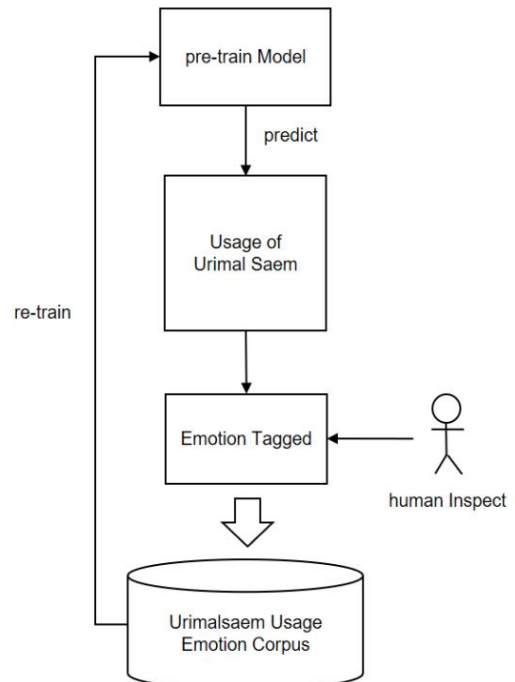 pre-train Model
predict
Usage of
Urimal Saem
re-train
Emotion Tagged
human Inspect
Urimalsaem Usage
Emotion Corpus